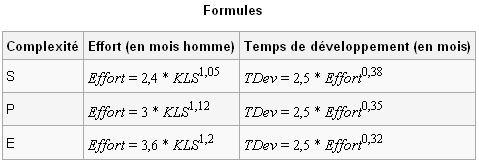 Formules
Complexité Effort (en mois homme) Temps de développement (en mois)
S Effort = 2,4 * KLS^1,05 TDev = 2,5 * Effort^0,38
P Effort = 3 * KLS^1,12 TDev = 2,5 * Effort^0,35
E Effort = 3,6 * KLS^1,2 TDev = 2,5 * Effort^0,32